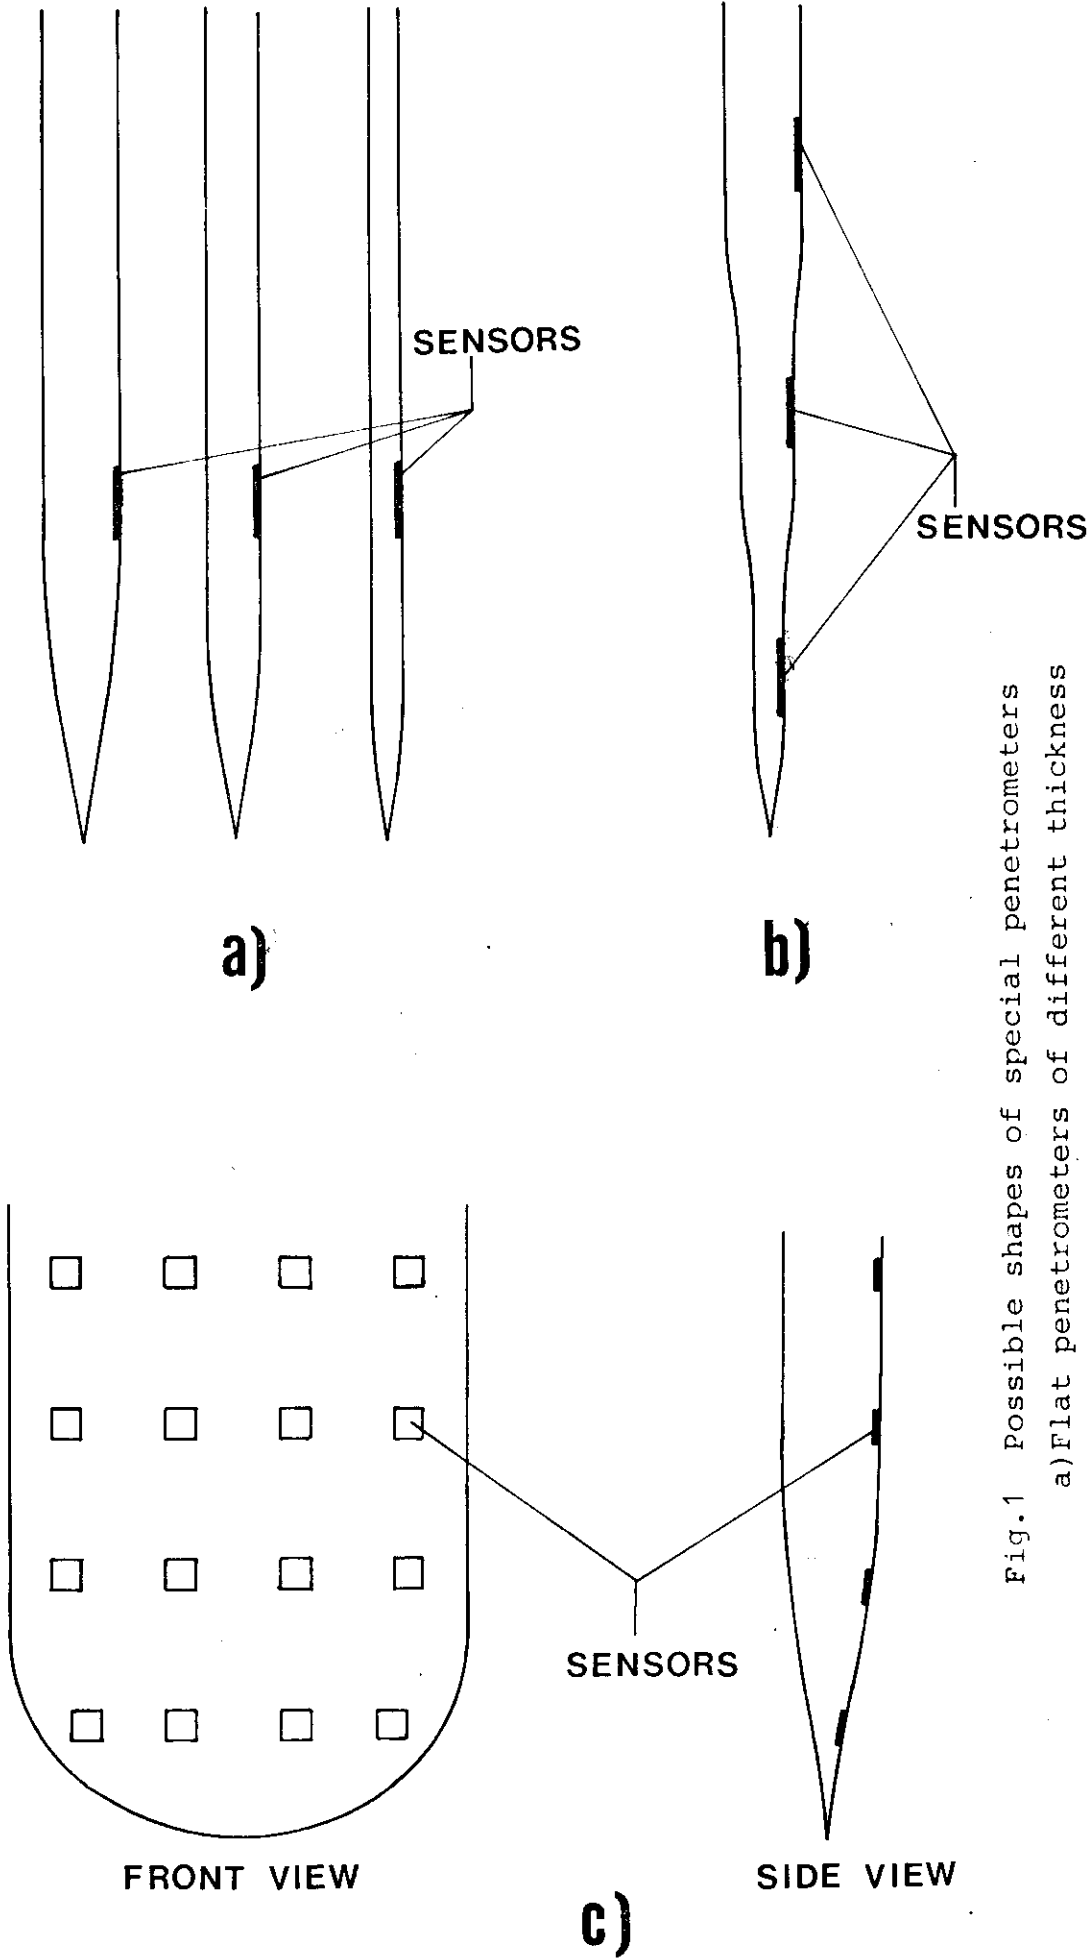 SENSORS
SENSORS
a)
b)
SENSORS
FRONT VIEW
SIDE VIEW
c)
Fig.1 Possible shapes of special penetrometers
a)Flat penetrometers of different thickness